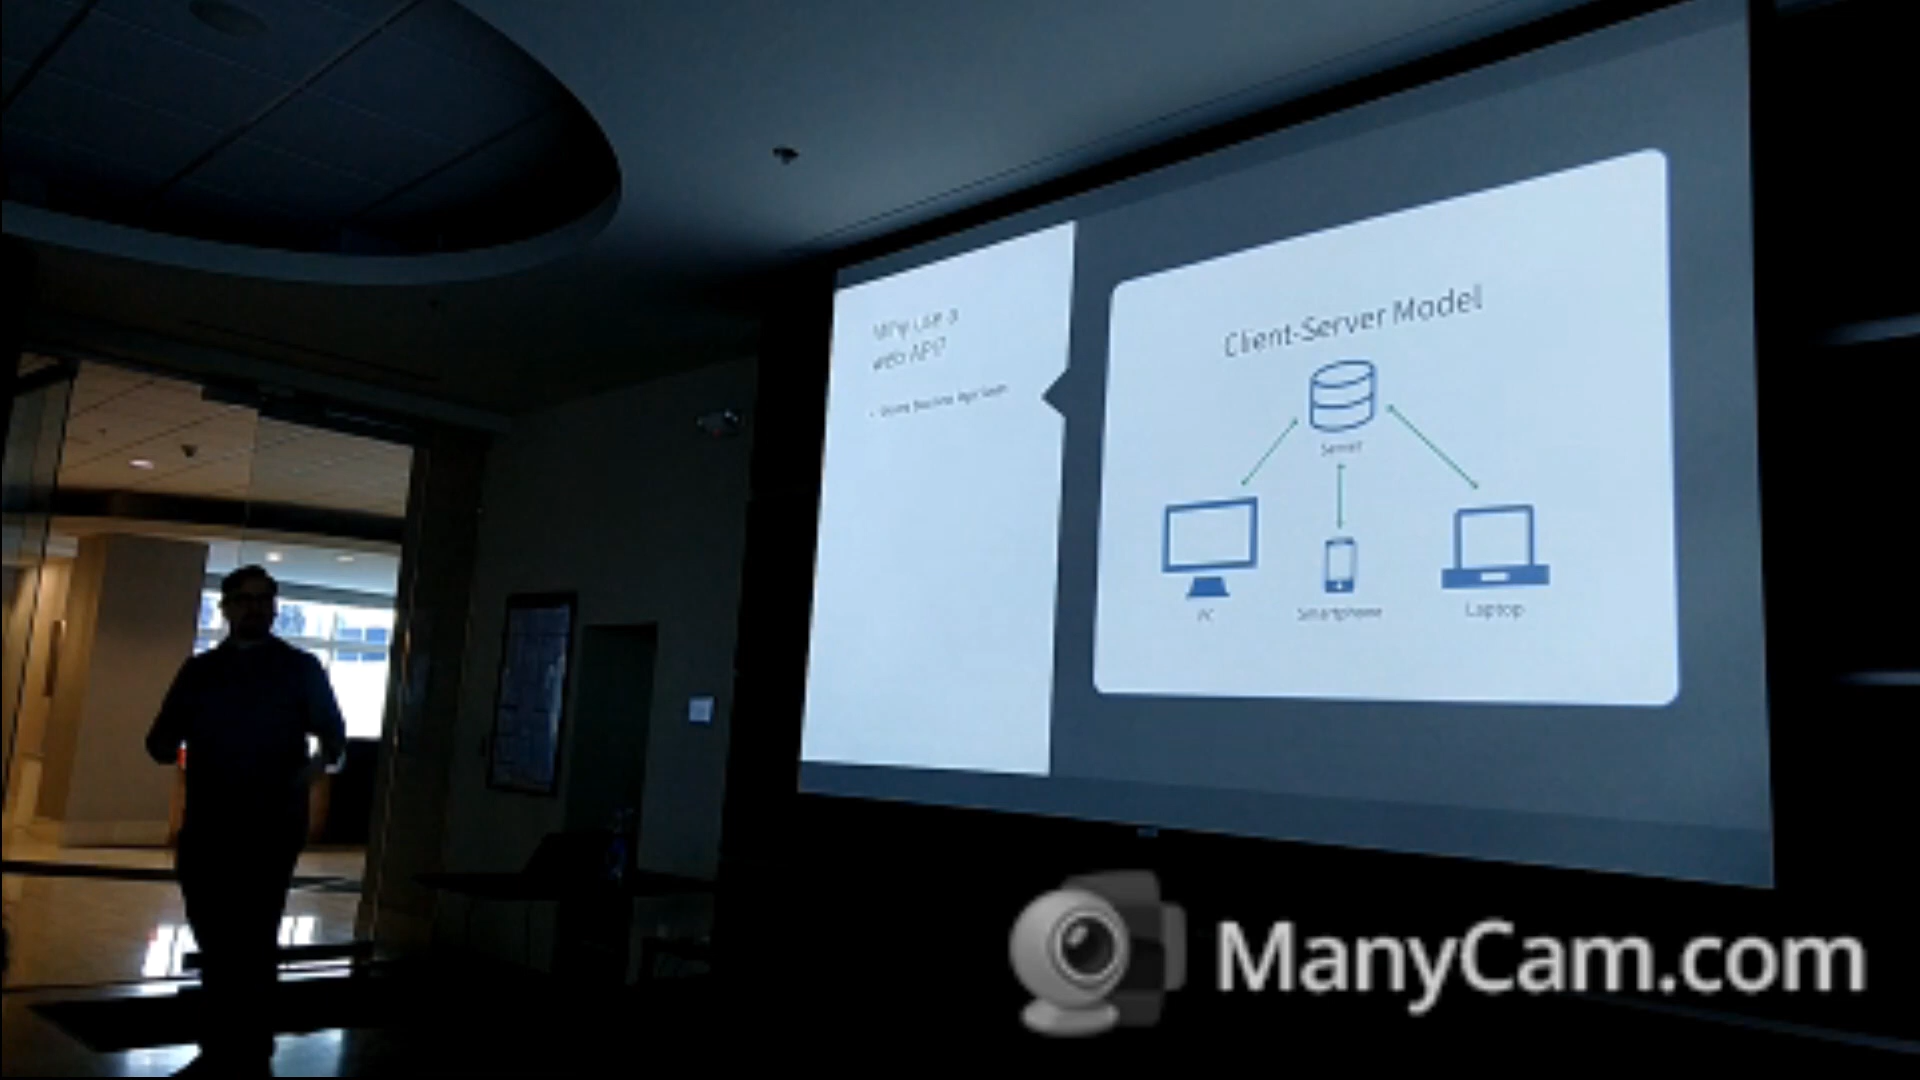 Why use a
web API?
Client-Server Model
Server
PC
Smartphone
Laptop
ManyCam.com